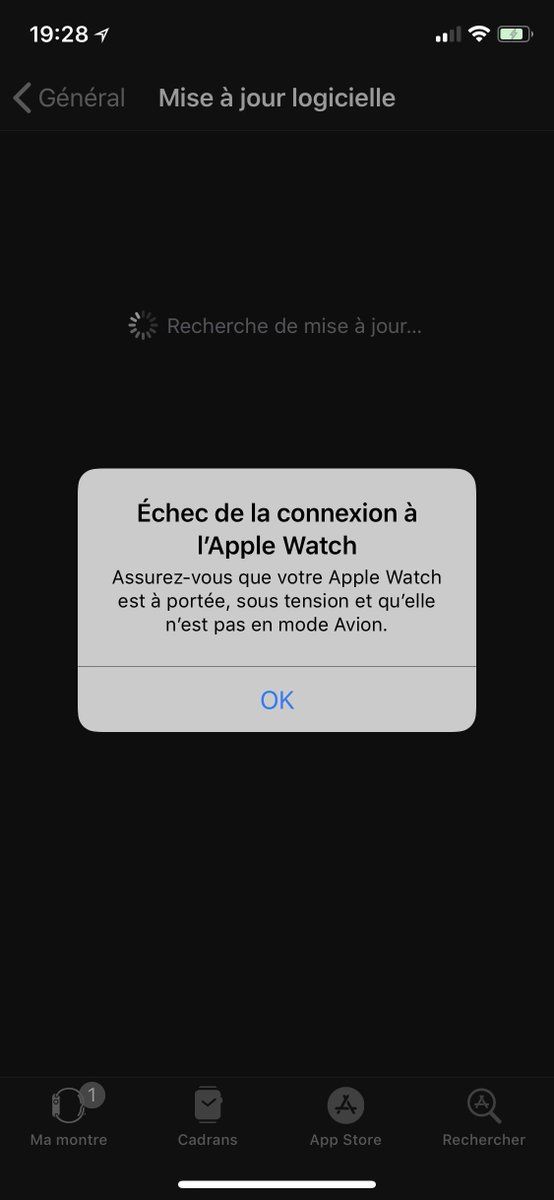 19:28
Général
Mise à jour logicielle
Recherche de mise à jour...
Échec de la connexion à
l’Apple Watch
Assurez-vous que votre Apple Watch
est à portée, sous tension et qu’elle
n’est pas en mode Avion.
OK
1
Ma montre
Cadrans
App Store
Rechercher